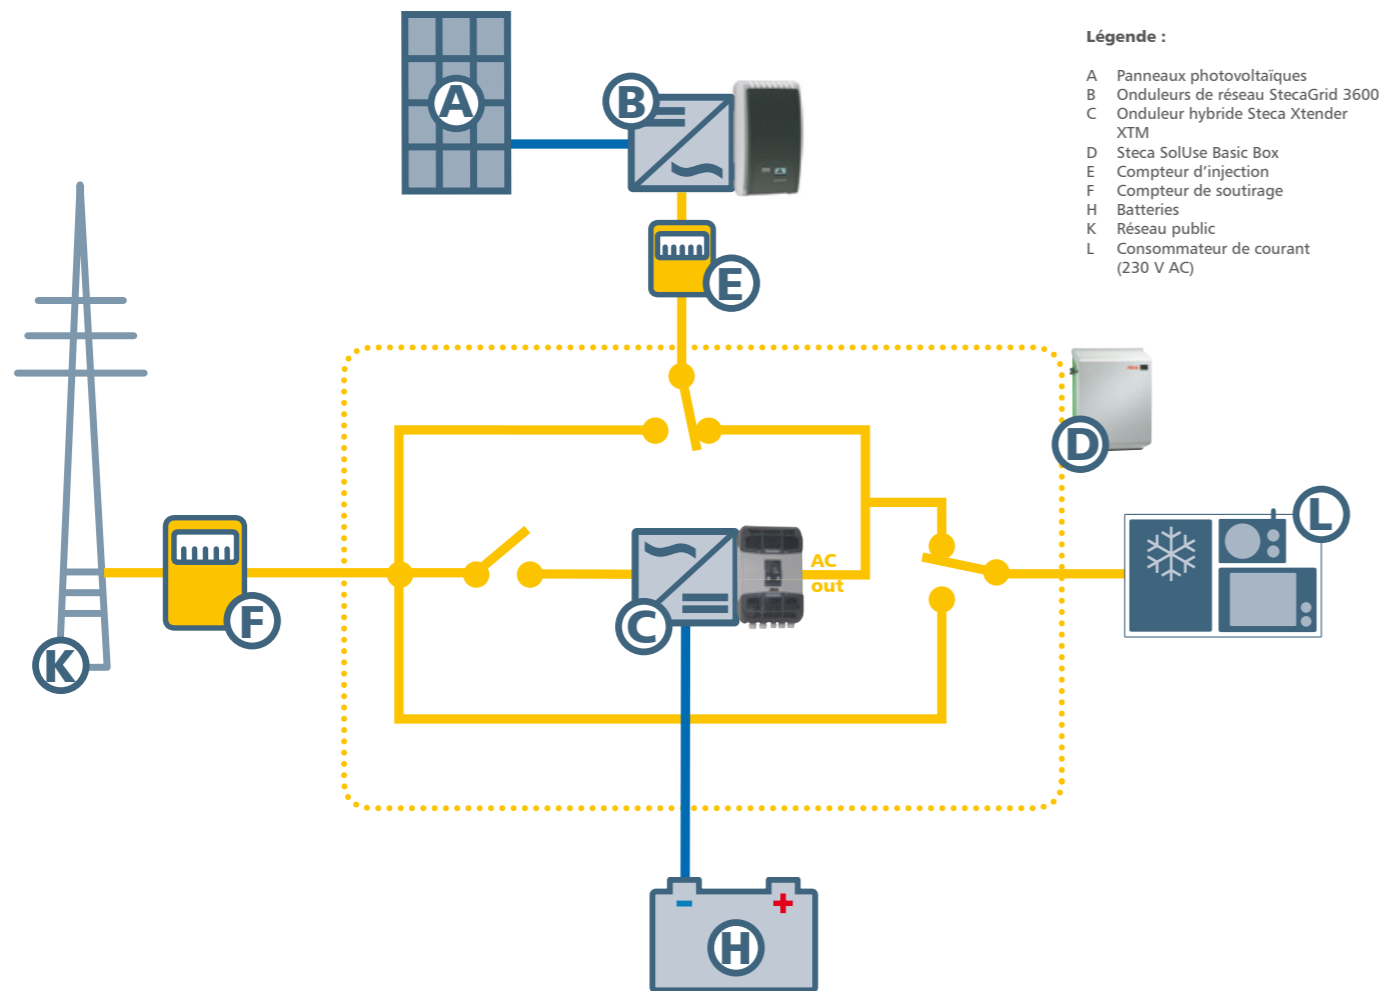 Légende :
A Panneaux photovoltaïques
B Onduleurs de réseau StecaGrid 3600
C Onduleur hybride Steca Xtender
XTM
D Steca SolUse Basic Box
E Compteur d'injection
F Compteur de soutirage
H Batteries
K Réseau public
L Consommateur de courant
(230 V AC)
A
B
E
D
L
AC
out
F
C
K
- +
H